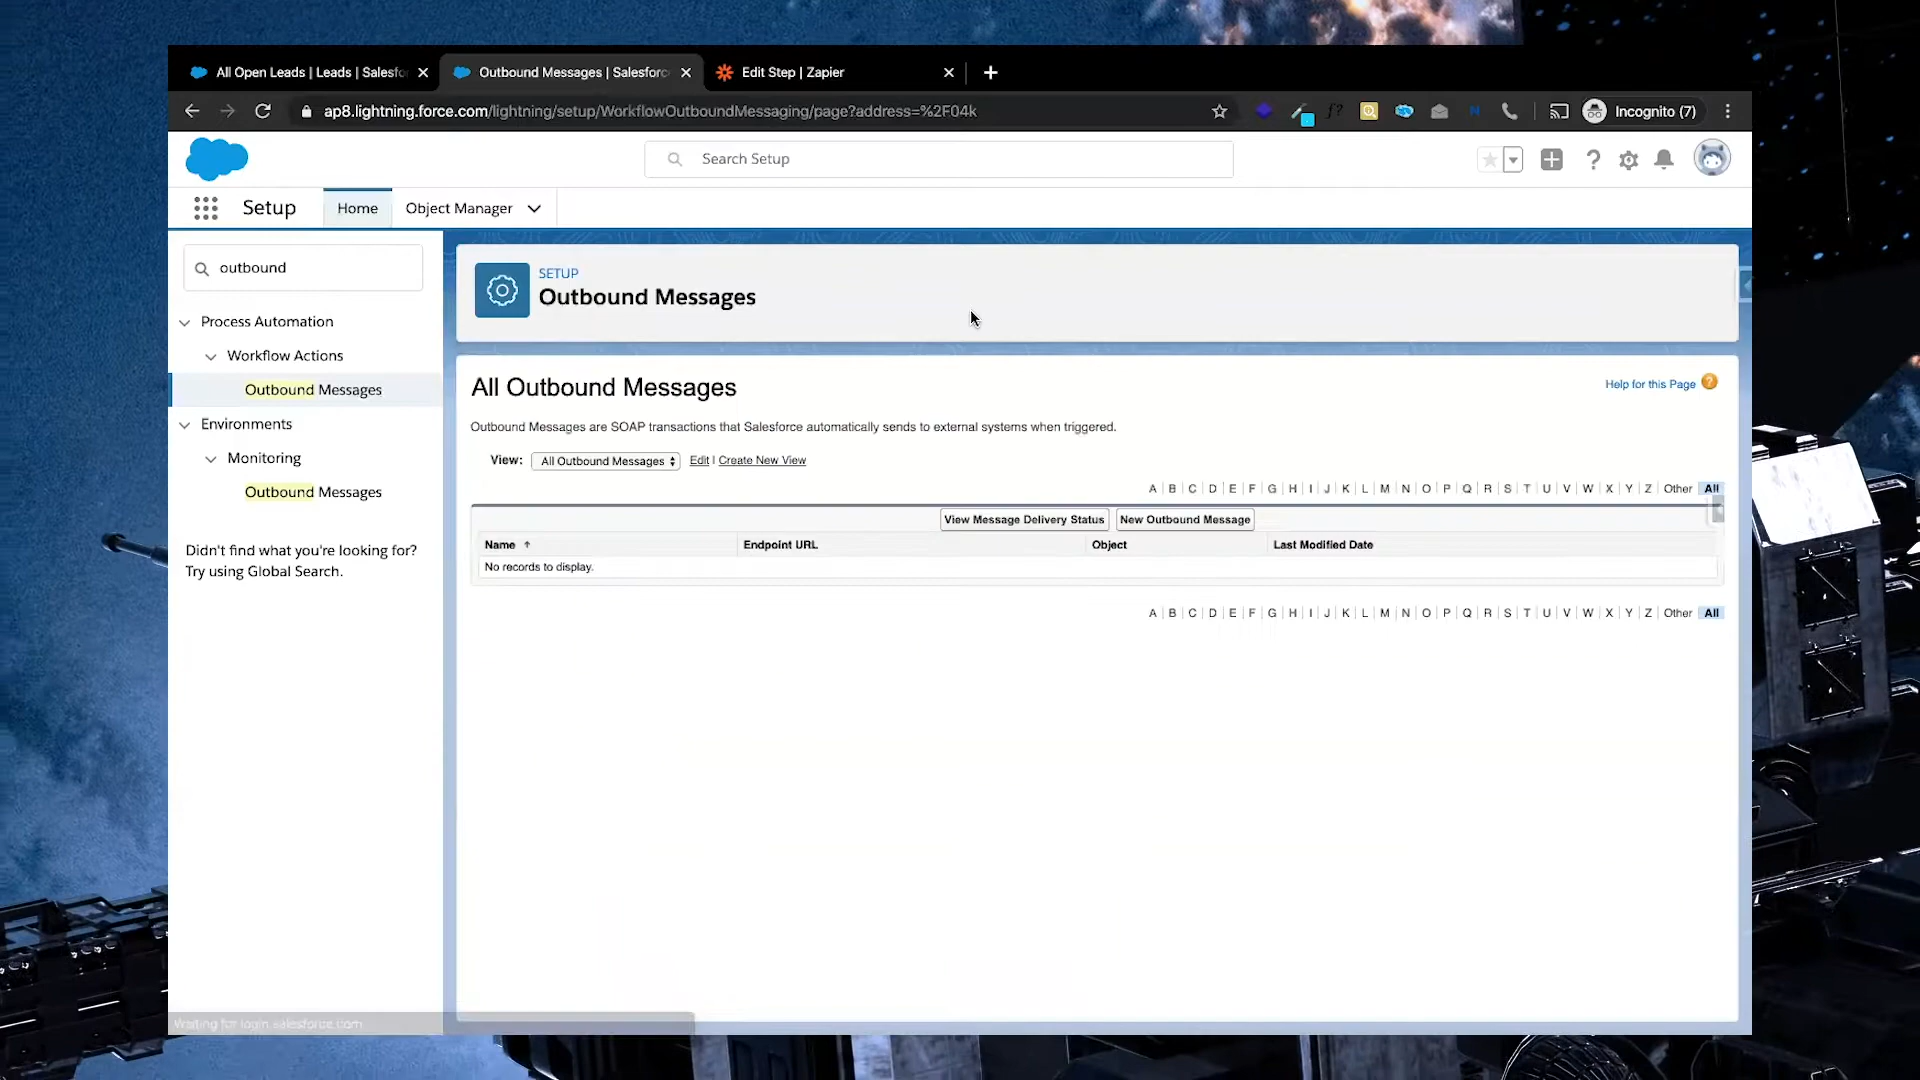 All Open Leads | Leads | Salesfo
Outbound Messages | Salesforc
Edit Step | Zapier
ap8.lightning.force.com/lightning/setup/WorkflowOutboundMessaging/page?address=%2F04k
Incognito (7)
Search Setup
Setup
Home
Object Manager
outbound
Process Automation
Workflow Actions
Outbound Messages
Environments
Monitoring
Outbound Messages
Didn't find what you're looking for?
Try using Global Search.
SETUP
Outbound Messages
All Outbound Messages
Help for this Page ?
Outbound Messages are SOAP transactions that Salesforce automatically sends to external systems when triggered.
View: All Outbound Messages Edit | Create New View
A | B | C | D | E | F | G | H | I | J | K | L | M | N | O | P | Q | R | S | T | U | V | W | X | Y | Z | Other | All
View Message Delivery Status New Outbound Message
Name ↑ Endpoint URL Object Last Modified Date
No records to display.
A | B | C | D | E | F | G | H | I | J | K | L | M | N | O | P | Q | R | S | T | U | V | W | X | Y | Z | Other | All
Waiting for login.salesforce.com